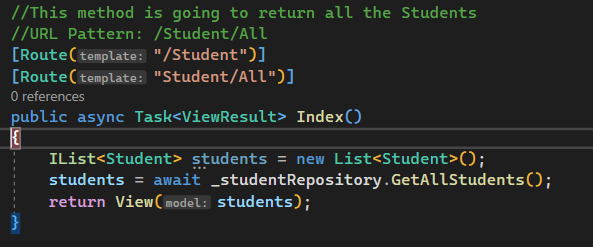 //This method is going to return all the Students
//URL Pattern: /Student/All
[Route(template: "/Student")]
[Route(template: "Student/All")]
0 references
public async Task<ViewResult> Index()
{
IList<Student> students = new List<Student>();
students = await _studentRepository.GetAllStudents();
return View(model: students);
}